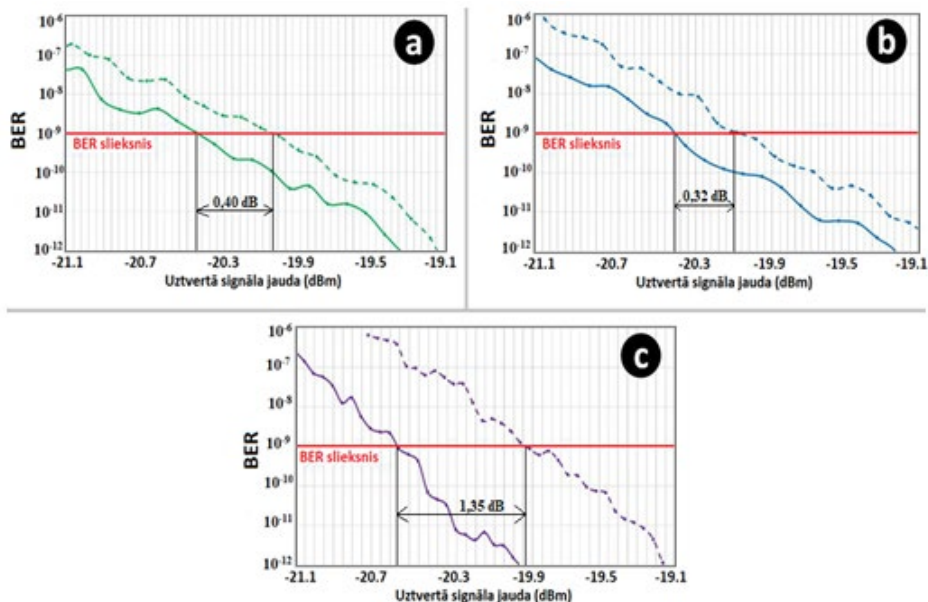 a
BER
10-6
10-7
10-8
10-9
10-10
10-11
10-12
BER slieksnis
0,40 dB
-21.1 -20.7 -20.3 -19.9 -19.5 -19.1
Uztvertā signāla jauda (dBm)
b
BER
10-6
10-7
10-8
10-9
10-10
10-11
10-12
BER slieksnis
0,32 dB
-21.1 -20.7 -20.3 -19.9 -19.5 -19.1
Uztvertā signāla jauda (dBm)
c
BER
10-6
10-7
10-8
10-9
10-10
10-11
10-12
BER slieksnis
1,35 dB
-21.1 -20.7 -20.3 -19.9 -19.5 -19.1
Uztvertā signāla jauda (dBm)